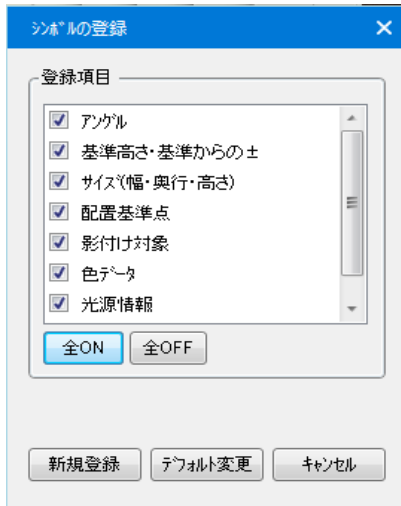 ｼﾝﾎﾞﾙの登録
登録項目
ｱﾝｸﾞﾙ
基準高さ・基準からの±
ｻｲｽﾞ(幅・奥行・高さ)
配置基準点
影付け対象
色ﾃﾞｰﾀ
光源情報
全ON 全OFF
新規登録 ﾃﾞﾌｫﾙﾄ変更 ｷｬﾝｾﾙ